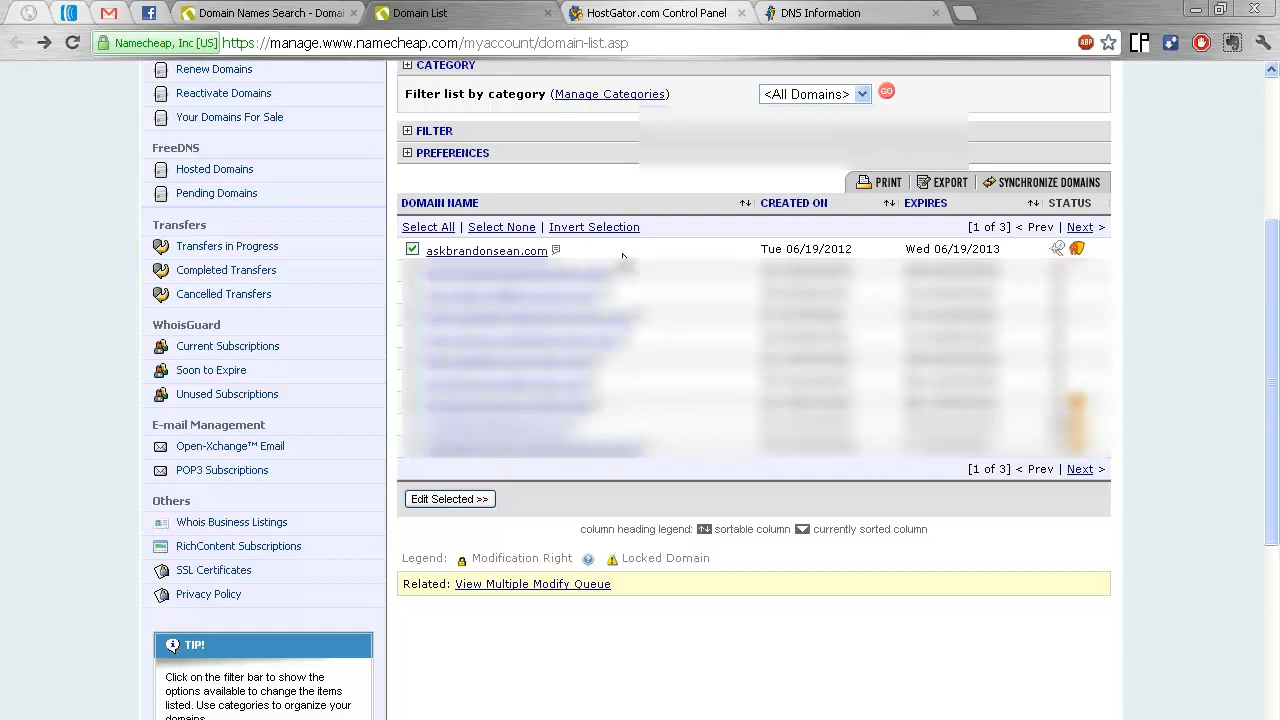 Domain Names Search - Domai
Domain List
HostGator.com Control Panel
DNS Information
Namecheap, Inc [US]
https://manage.www.namecheap.com/myaccount/domain-list.asp
ABP
Renew Domains
Reactivate Domains
Your Domains For Sale
FreeDNS
Hosted Domains
Pending Domains
Transfers
Transfers in Progress
Completed Transfers
Cancelled Transfers
WhoisGuard
Current Subscriptions
Soon to Expire
Unused Subscriptions
E-mail Management
Open-Xchange™ Email
POP3 Subscriptions
Others
Whois Business Listings
RichContent Subscriptions
SSL Certificates
Privacy Policy
TIP!
Click on the filter bar to show the
options available to change the items
listed. Use categories to organize your
domains.
CATEGORY
Filter list by category (Manage Categories)
<All Domains>
GO
FILTER
PREFERENCES
PRINT
EXPORT
SYNCHRONIZE DOMAINS
DOMAIN NAME
CREATED ON
EXPIRES
STATUS
Select All | Select None | Invert Selection
[1 of 3] < Prev | Next >
askbrandonsean.com
Tue 06/19/2012
Wed 06/19/2013
[1 of 3] < Prev | Next >
Edit Selected >>
column heading legend:
sortable column
currently sorted column
Legend:
Modification Right
Locked Domain
Related: View Multiple Modify Queue